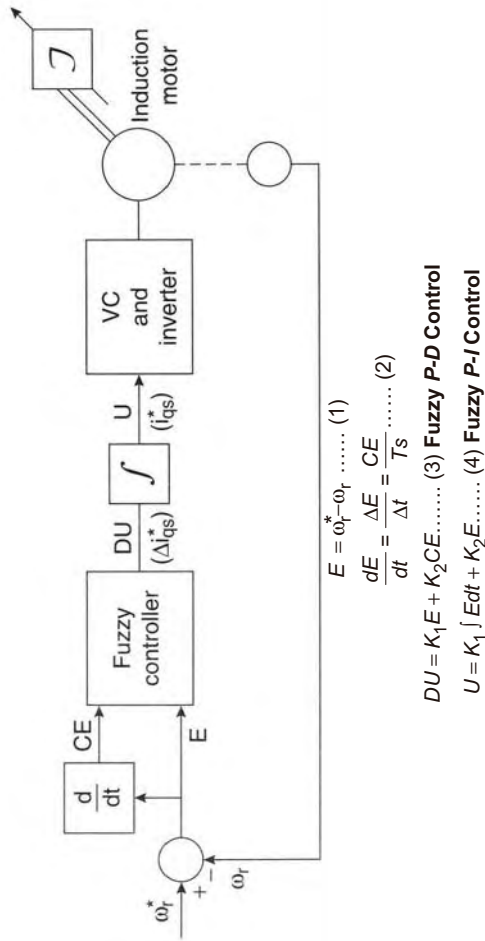 ω*r
+
−
ωr
d
dt
CE
E
Fuzzy
controller
DU
(Δi*qs)
∫
U
(i*qs)
VC
and
inverter
Induction
motor
J
E = ω*r–ωr ...... (1)
dE/dt = ΔE/Δt = CE/Ts ...... (2)
DU = K1E + K2CE....... (3) Fuzzy P-D Control
U = K1 ∫ Edt + K2E....... (4) Fuzzy P-I Control